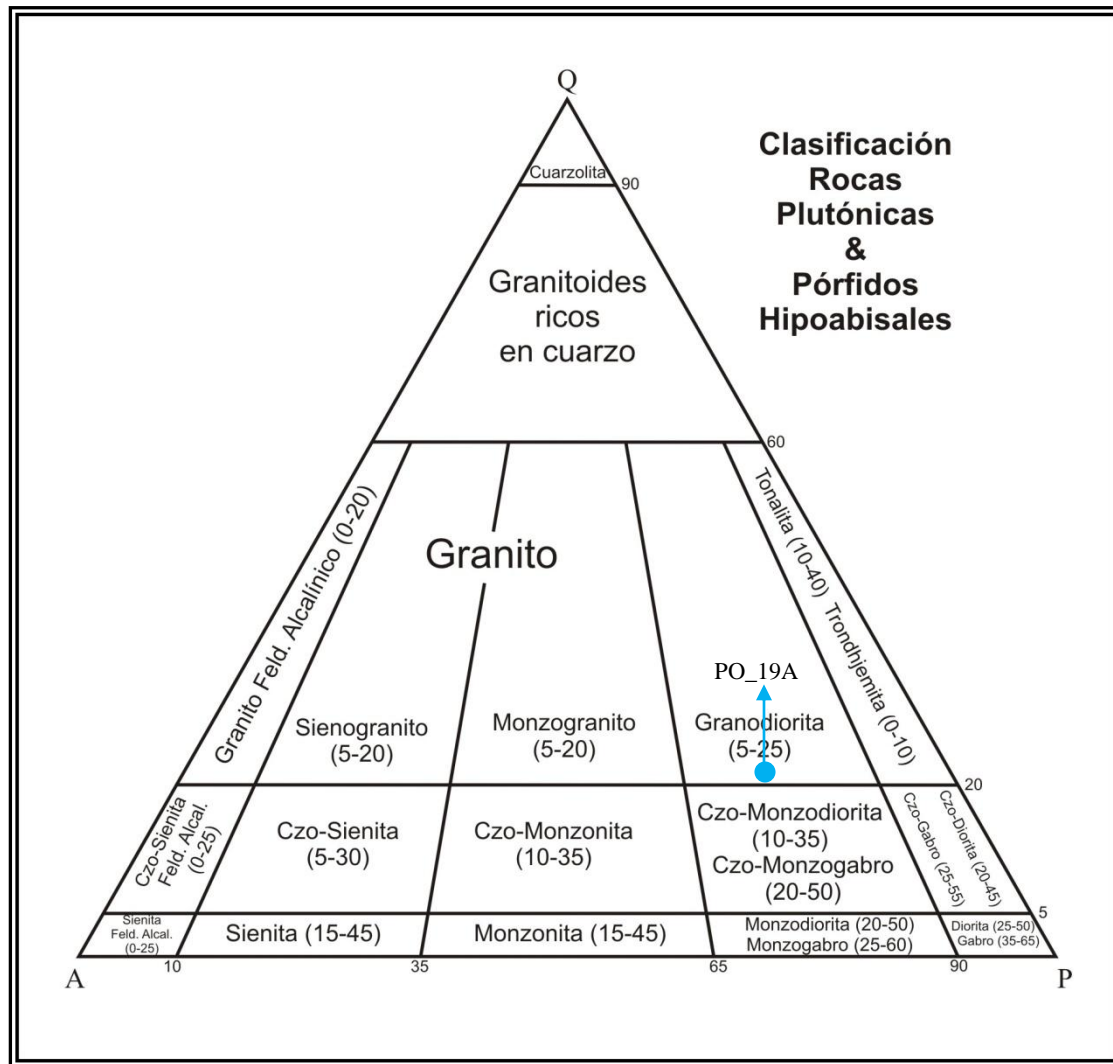 Q
Clasificación
Rocas
Plutónicas
&
Pórfidos
Hipoabisales
Cuarzolita
90
Granitoides
ricos
en cuarzo
60
Granito Feld. Alcalínico (0-20)
Granito
Tonalita (10-40)
Trondhjemita (0-10)
PO_19A
Sienogranito
(5-20)
Monzogranito
(5-20)
Granodiorita
(5-25)
20
Czo-Sienita
Feld. Alcal.
(0-25)
Czo-Sienita
(5-30)
Czo-Monzonita
(10-35)
Czo-Monzodiorita
(10-35)
Czo-Monzogabro
(20-50)
Czo-Gabro (25-55)
Czo-Diorita (20-45)
5
Sienita
Feld. Alcal.
(0-25)
Sienita (15-45)
Monzonita (15-45)
Monzodiorita (20-50)
Monzogabro (25-60)
Diorita (25-50)
Gabro (35-65)
A
10
35
65
90
P